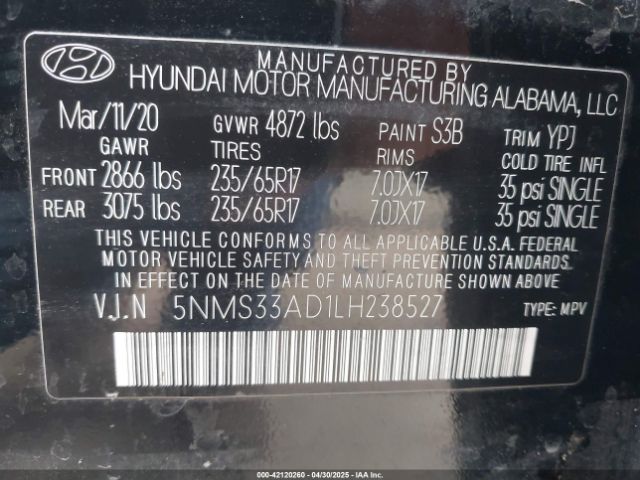 MANUFACTURED BY
HYUNDAI MOTOR MANUFACTURING ALABAMA, LLC
Mar/11/20 GVWR 4872 lbs PAINT S3B TRIM YPJ
GAWR TIRES RIMS COLD TIRE INFL
FRONT 2866 lbs 235/65R17 7.0JX17 35 psi SINGLE
REAR 3075 lbs 235/65R17 7.0JX17 35 psi SINGLE
THIS VEHICLE CONFORMS TO ALL APPLICABLE U.S.A. FEDERAL
MOTOR VEHICLE SAFETY AND THEFT PREVENTION STANDARDS
IN EFFECT ON THE DATE OF MANUFACTURE SHOWN ABOVE
V.I.N 5NMS33AD1LH238527 TYPE: MPV
000-42120260 - 04/30/2025 - IAAI.com